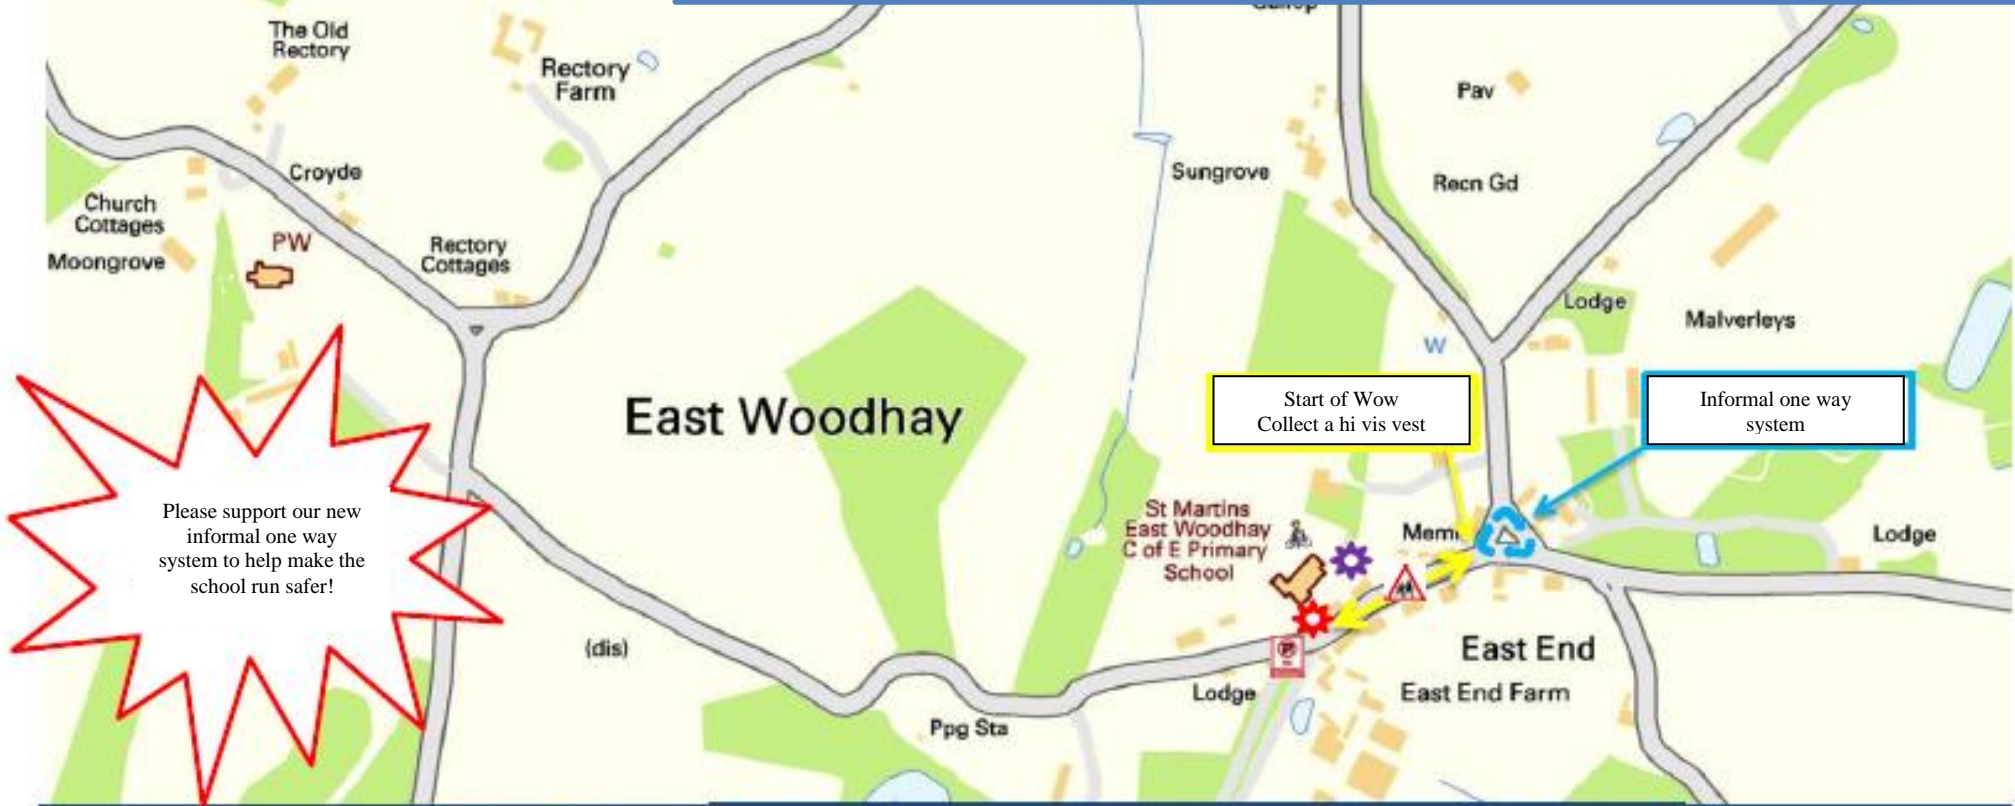 The Old
Rectory
Rectory
Farm
Pav
Croyde
Sungrove
Recn Gd
Church
Cottages
Moongrove
PW
Rectory
Cottages
Lodge
Malverleys
W
East Woodhay
Start of Wow
Collect a hi vis vest
Informal one way
system
Please support our new
informal one way
system to help make the
school run safer!
St Martins
East Woodhay
C of E Primary
School
Meml
Lodge
(dis)
East End
East End Farm
Lodge
Ppg Sta